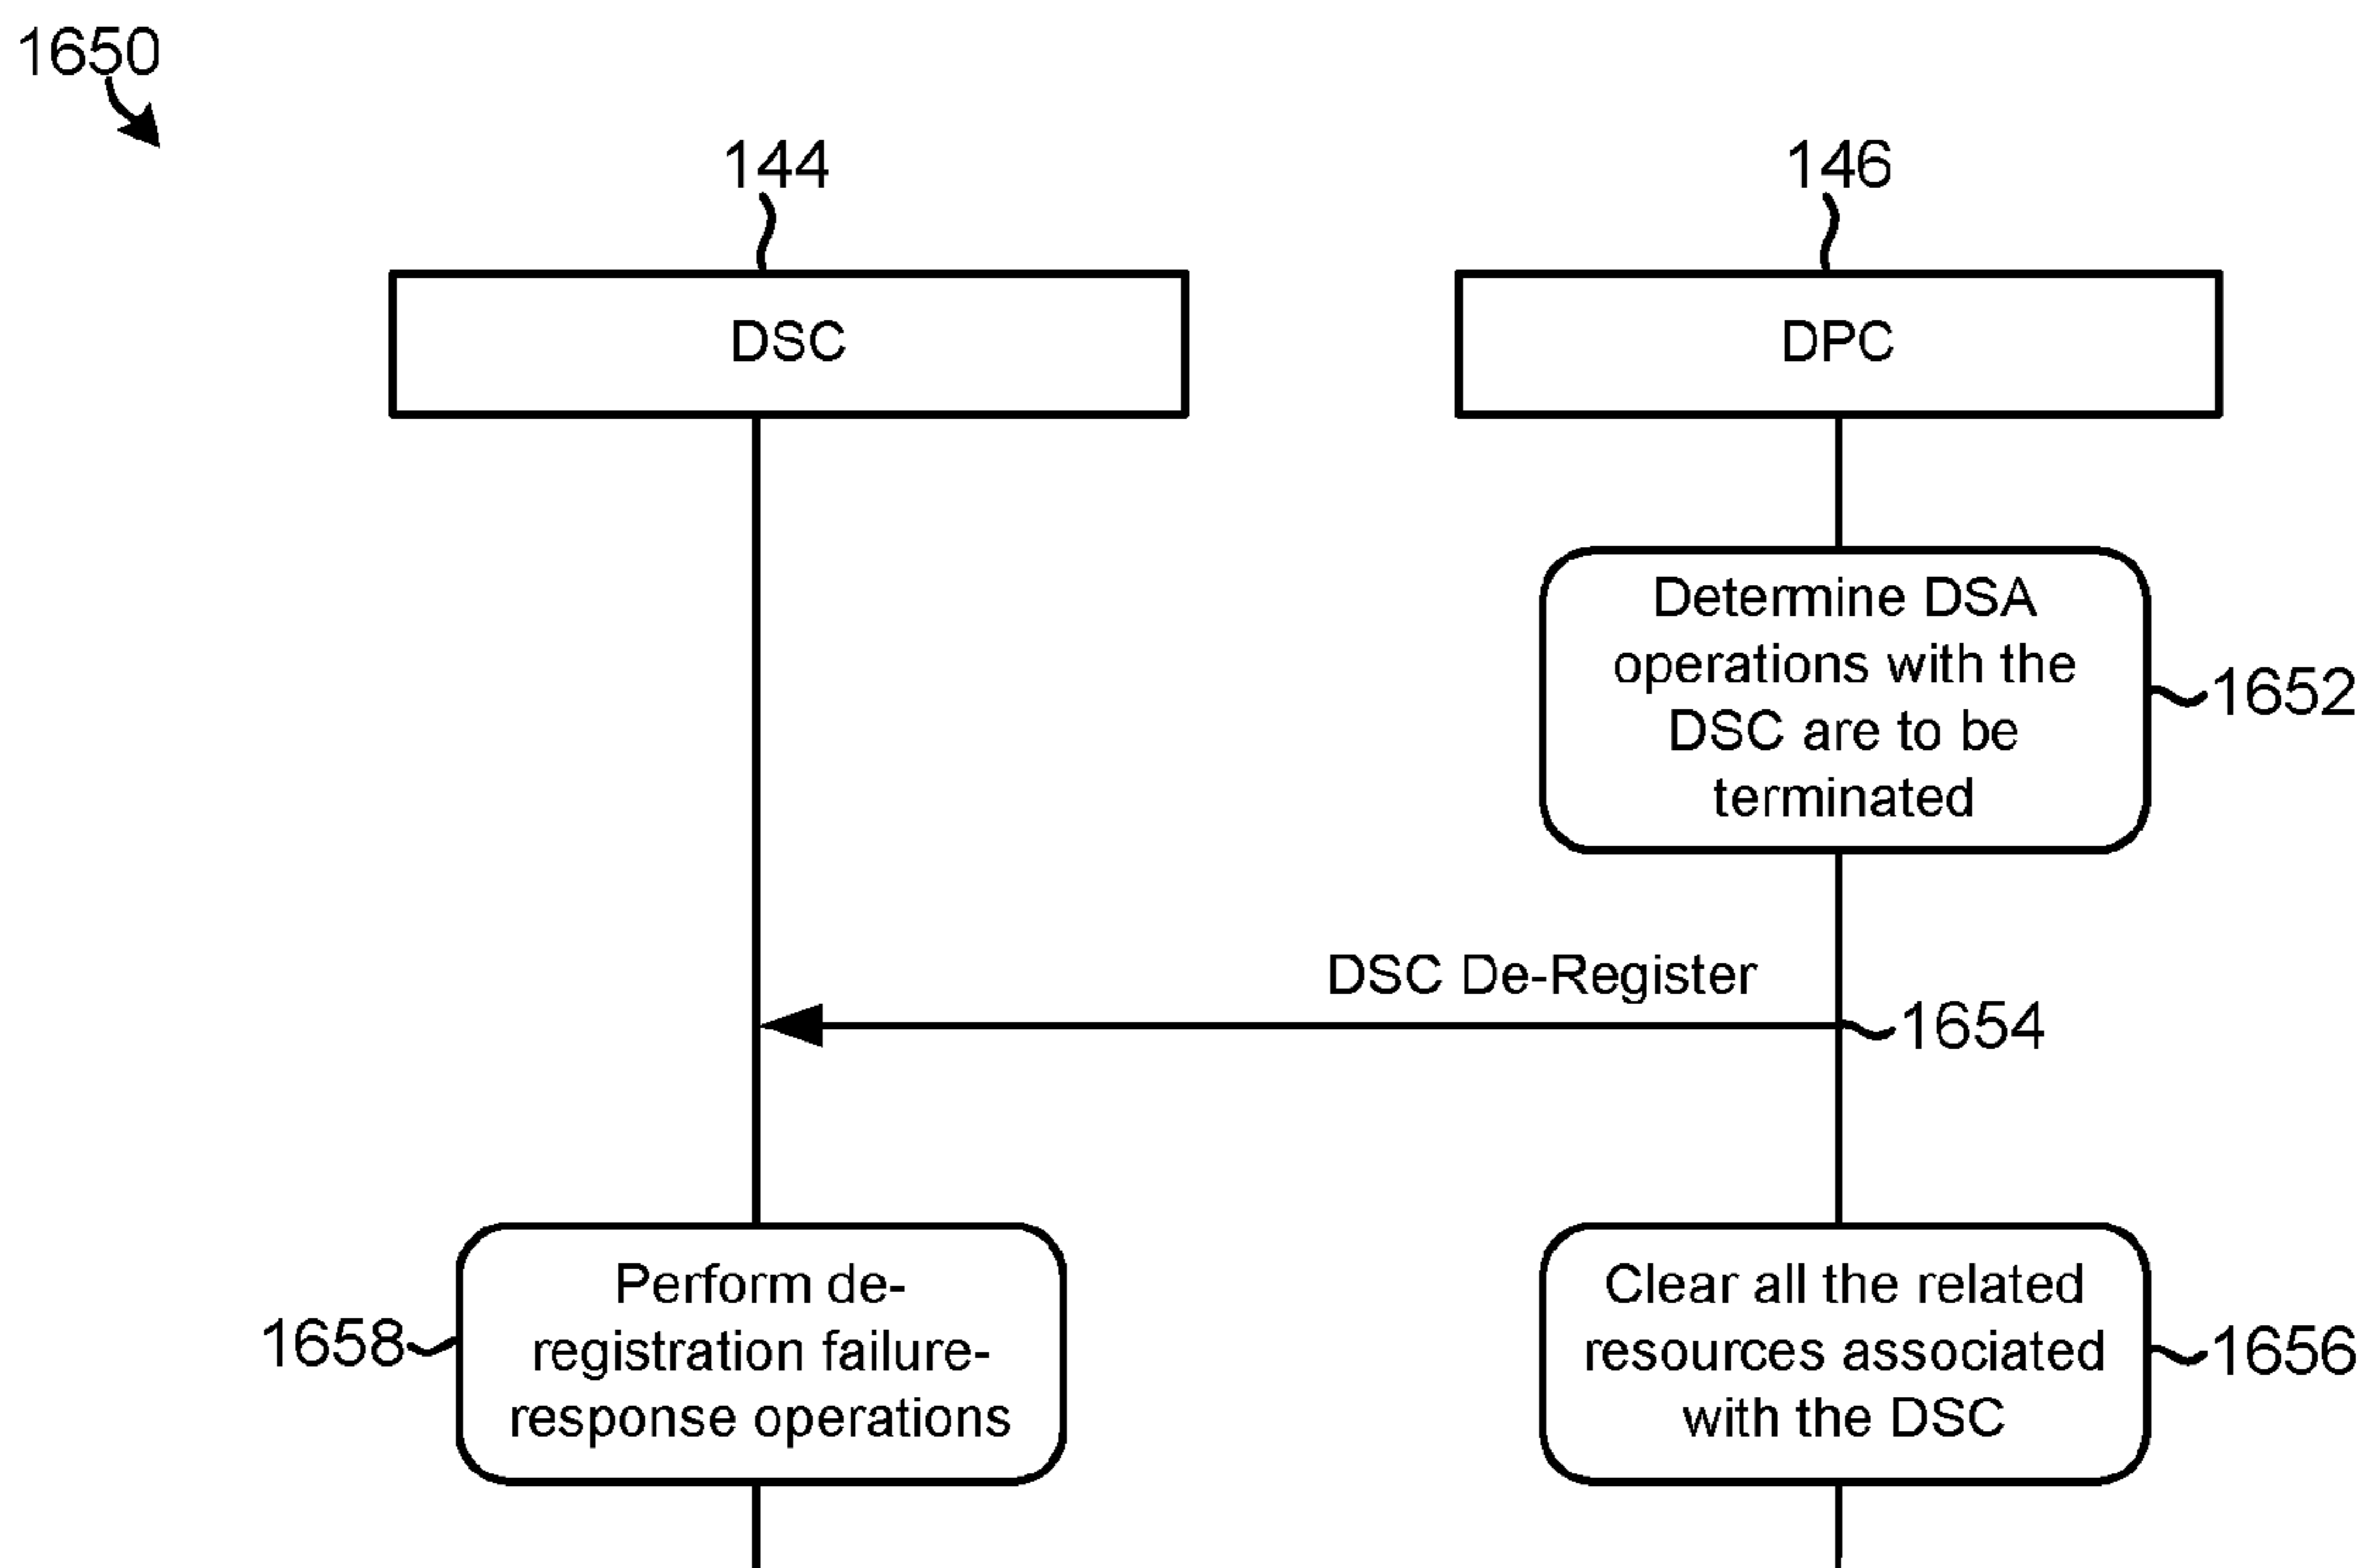 1650
144
146
DSC
DPC
Determine DSA
operations with the
DSC are to be
terminated
1652
DSC De-Register
1654
Perform de-
registration failure-
response operations
1658
Clear all the related
resources associated
with the DSC
1656